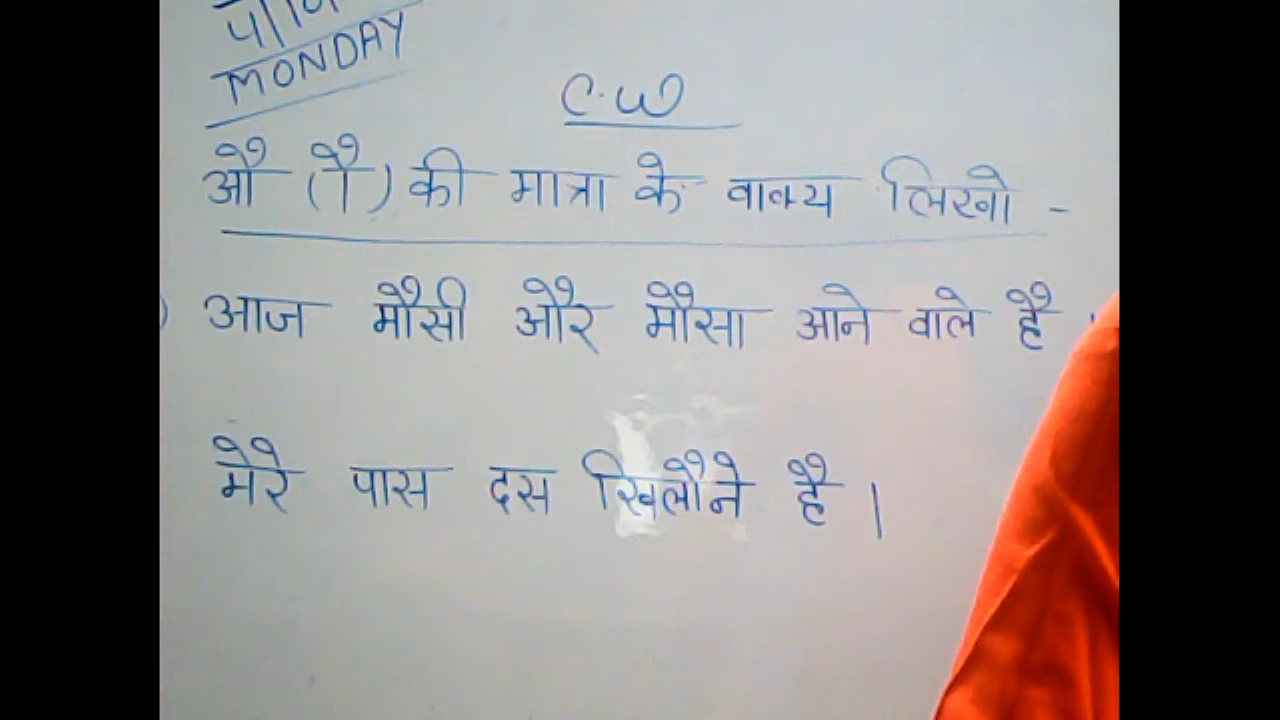 MONDAY
C.W
औ (ौ) की मात्रा के वाक्य लिखो -
) आज मौसी और मौसा आने वाले है
मेरे पास दस खिलौने है ।